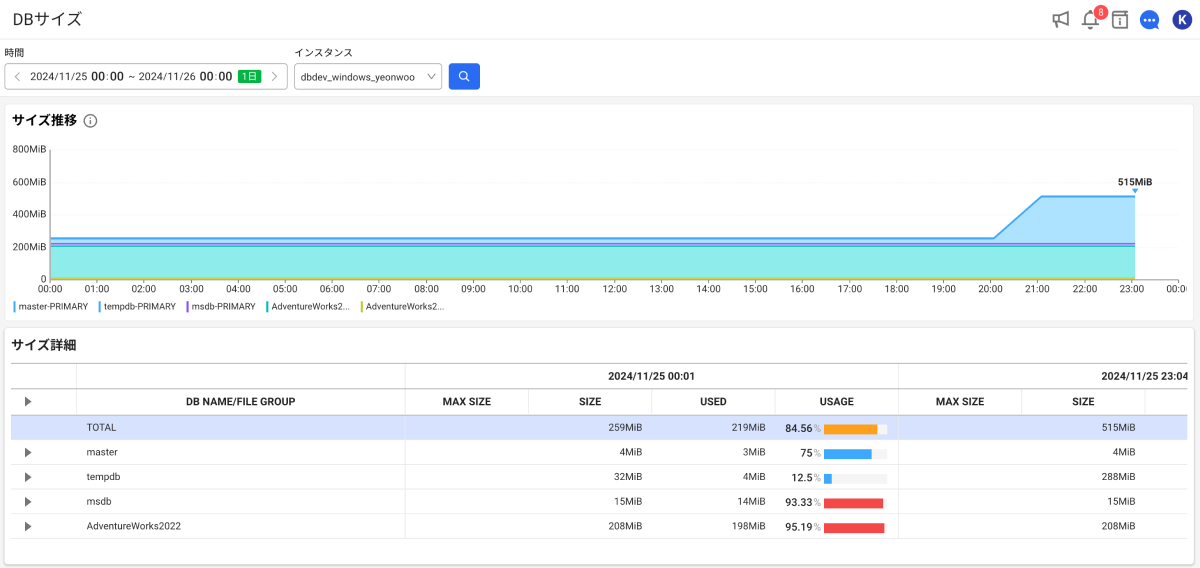 DBサイズ
8
K
時間
インスタンス
2024/11/25 00:00 ~ 2024/11/26 00:00 1日
dbdev_windows_yeonwoo
サイズ推移
800MiB
600MiB
400MiB
200MiB
0
515MiB
00:00 01:00 02:00 03:00 04:00 05:00 06:00 07:00 08:00 09:00 10:00 11:00 12:00 13:00 14:00 15:00 16:00 17:00 18:00 19:00 20:00 21:00 22:00 23:00 00:0
master-PRIMARY tempdb-PRIMARY msdb-PRIMARY AdventureWorks2... AdventureWorks2...
サイズ詳細
2024/11/25 00:01 2024/11/25 23:04
DB NAME/FILE GROUP MAX SIZE SIZE USED USAGE MAX SIZE SIZE
TOTAL 259MiB 219MiB 84.56% 515MiB
master 4MiB 3MiB 75% 4MiB
tempdb 32MiB 4MiB 12.5% 288MiB
msdb 15MiB 14MiB 93.33% 15MiB
AdventureWorks2022 208MiB 198MiB 95.19% 208MiB